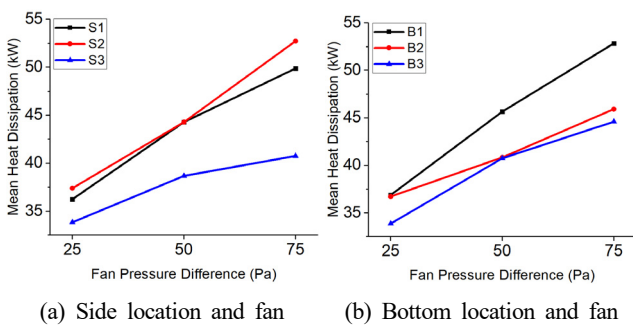 55
50
45
40
35
Mean Heat Dissipation (kW)
S1
S2
S3
25
50
75
Fan Pressure Difference (Pa)
(a) Side location and fan
55
50
45
40
35
Mean Heat Dissipation (kW)
B1
B2
B3
25
50
75
Fan Pressure Difference (Pa)
(b) Bottom location and fan